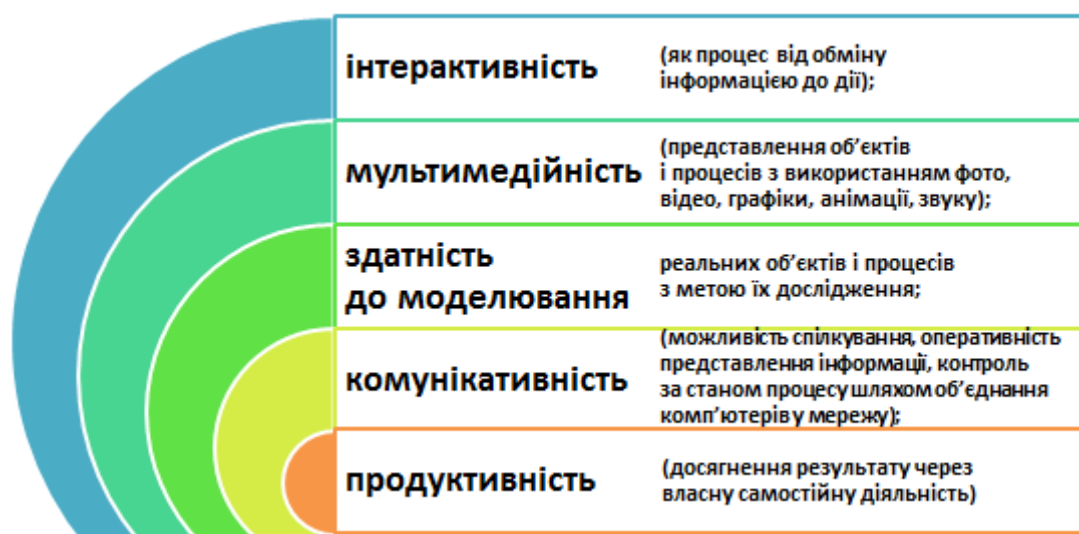 інтерактивність
(як процес від обміну
інформацією до дії);
мультимедійність
(представлення об’єктів
і процесів з використанням фото,
відео, графіки, анімації, звуку);
здатність
до моделювання
реальних об’єктів і процесів
з метою їх дослідження;
комунікативність
(можливість спілкування, оперативність
представлення інформації, контроль
за станом процесу шляхом об’єднання
комп’ютерів у мережу);
продуктивність
(досягнення результату через
власну самостійну діяльність)